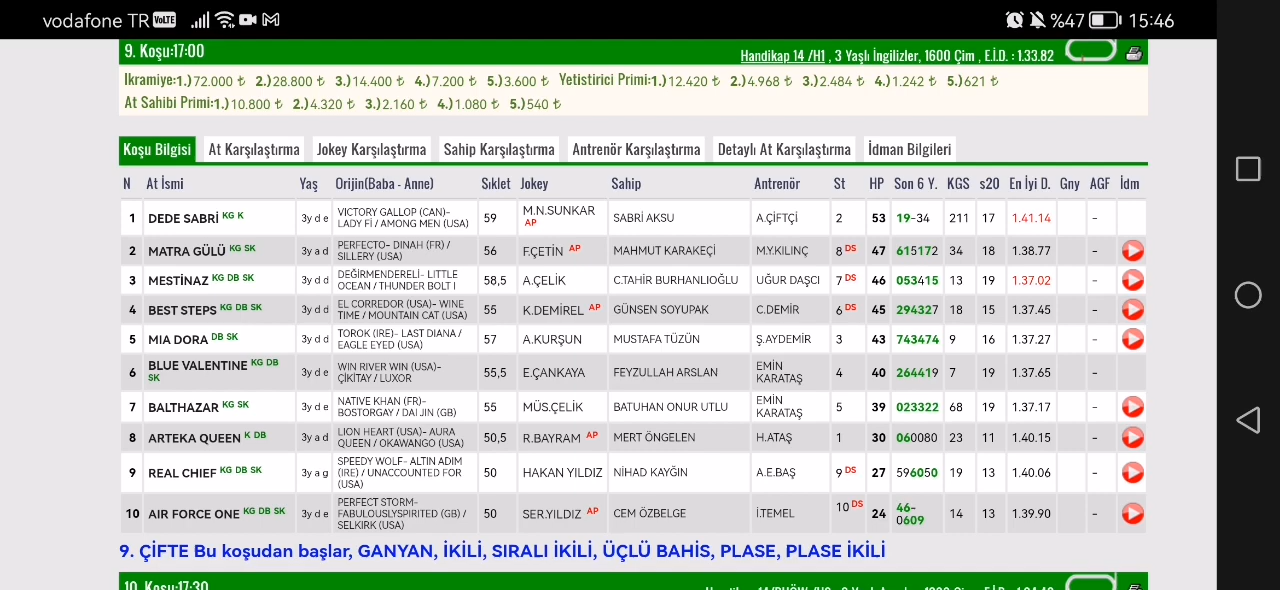 vodafone TR VoLTE %47 15:46
9. Koşu:17:00 Handikap 14 /H1 , 3 Yaşlı İngilizler, 1600 Çim , E.İ.D. : 1.33.82
Ikramiye:1.)72.000 ₺ 2.)28.800 ₺ 3.)14.400 ₺ 4.)7.200 ₺ 5.)3.600 ₺ Yetistirici Primi:1.)12.420 ₺ 2.)4.968 ₺ 3.)2.484 ₺ 4.)1.242 ₺ 5.)621 ₺
At Sahibi Primi:1.)10.800 ₺ 2.)4.320 ₺ 3.)2.160 ₺ 4.)1.080 ₺ 5.)540 ₺
Koşu Bilgisi At Karşılaştırma Jokey Karşılaştırma Sahip Karşılaştırma Antrenör Karşılaştırma Detaylı At Karşılaştırma İdman Bilgileri
N At İsmi Yaş Orijin(Baba - Anne) Sıklet Jokey Sahip Antrenör St HP Son 6 Y. KGS s20 En İyi D. Gny AGF İdm
1 DEDE SABRİ KG K 3y d e VICTORY GALLOP (CAN)- LADY Fİ / AMONG MEN (USA) 59 M.N.SUNKAR AP SABRİ AKSU A.ÇİFTÇİ 2 53 19-34 211 17 1.41.14 -
2 MATRA GÜLÜ KG SK 3y a d PERFECTO- DINAH (FR) / SILLERY (USA) 56 F.ÇETİN AP MAHMUT KARAKEÇİ M.Y.KILINÇ 8 DS 47 615172 34 18 1.38.77 -
3 MESTİNAZ KG DB SK 3y d d DEĞİRMENDERELİ- LITTLE OCEAN / THUNDER BOLT I 58,5 A.ÇELİK C.TAHİR BURHANLIOĞLU UĞUR DAŞCI 7 DS 46 053415 13 19 1.37.02 -
4 BEST STEPS KG DB SK 3y d d EL CORREDOR (USA)- WINE TIME / MOUNTAIN CAT (USA) 55 K.DEMİREL AP GÜNSEN SOYUPAK C.DEMİR 6 DS 45 294327 18 15 1.37.45 -
5 MIA DORA DB SK 3y d d TOROK (IRE)- LAST DIANA / EAGLE EYED (USA) 57 A.KURŞUN MUSTAFA TÜZÜN Ş.AYDEMİR 3 43 743474 9 16 1.37.27 -
6 BLUE VALENTINE KG DB SK 3y d e WIN RIVER WIN (USA)- ÇİKİTAY / LUXOR 55,5 E.ÇANKAYA FEYZULLAH ARSLAN EMİN KARATAŞ 4 40 264419 7 19 1.37.65 -
7 BALTHAZAR KG SK 3y d e NATIVE KHAN (FR)- BOSTORGAY / DAI JIN (GB) 55 MÜS.ÇELİK BATUHAN ONUR UTLU EMİN KARATAŞ 5 39 023322 68 19 1.37.17 -
8 ARTEKA QUEEN K DB 3y a d LION HEART (USA)- AURA QUEEN / OKAWANGO (USA) 50,5 R.BAYRAM AP MERT ÖNGELEN H.ATAŞ 1 30 060080 23 11 1.40.15 -
9 REAL CHIEF KG DB SK 3y a g SPEEDY WOLF- ALTIN ADIM (IRE) / UNACCOUNTED FOR (USA) 50 HAKAN YILDIZ NİHAD KAYĞIN A.E.BAŞ 9 DS 27 596050 19 13 1.40.06 -
10 AIR FORCE ONE KG DB SK 3y d e PERFECT STORM- FABULOUSLYSPIRITED (GB) / SELKIRK (USA) 50 SER.YILDIZ AP CEM ÖZBELGE İ.TEMEL 10 DS 24 46-0609 14 13 1.39.90 -
9. ÇİFTE Bu koşudan başlar, GANYAN, İKİLİ, SIRALI İKİLİ, ÜÇLÜ BAHİS, PLASE, PLASE İKİLİ
10. Koşu:17:30